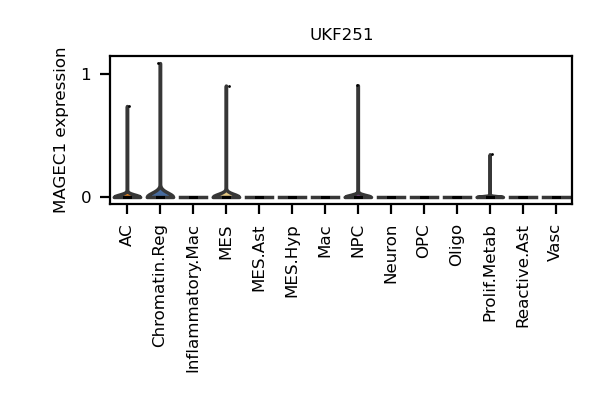 UKF251
MAGEC1 expression
1
0
AC
Chromatin.Reg
Inflammatory.Mac
MES
MES.Ast
MES.Hyp
Mac
NPC
Neuron
OPC
Oligo
Prolif.Metab
Reactive.Ast
Vasc